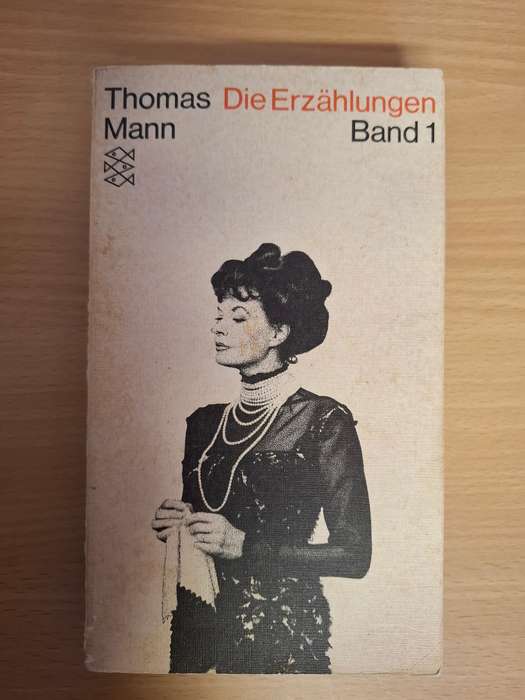 Thomas Die Erzählungen
Mann Band 1